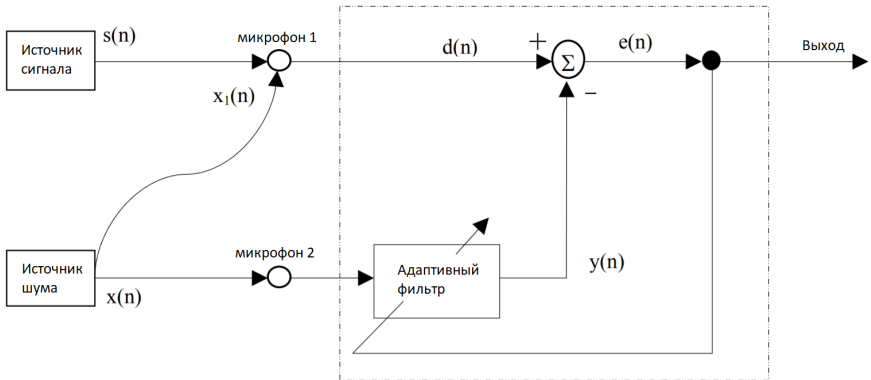 Источник
сигнала
s(n)
микрофон 1
x₁(n)
d(n)
+
Σ
−
e(n)
Выход
Источник
шума
x(n)
микрофон 2
Адаптивный
фильтр
y(n)